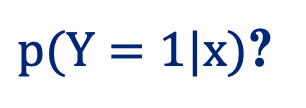 p(Y = 1|x)?